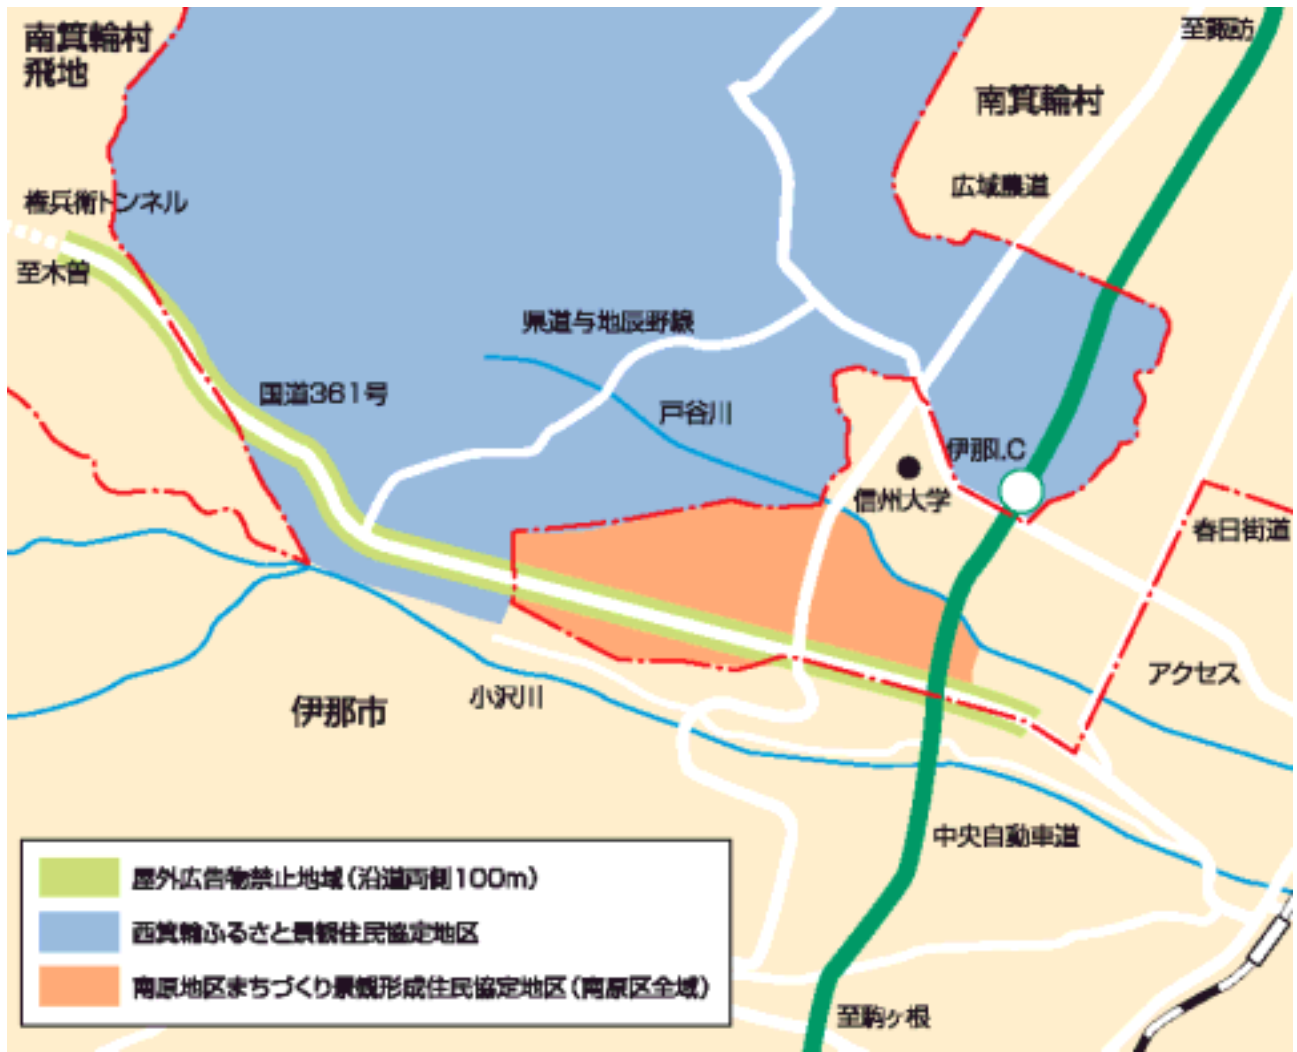 南箕輪村
飛地
至諏訪
南箕輪村
広域農道
権兵衛トンネル
至木曽
県道与地辰野線
国道361号
戸谷川
伊那I.C
信州大学
春日街道
アクセス
小沢川
伊那市
中央自動車道
屋外広告物禁止地域(沿道両側100m)
西箕輪ふるさと景観住民協定地区
南原地区まちづくり景観形成住民協定地区(南原区全域)
至駒ヶ根